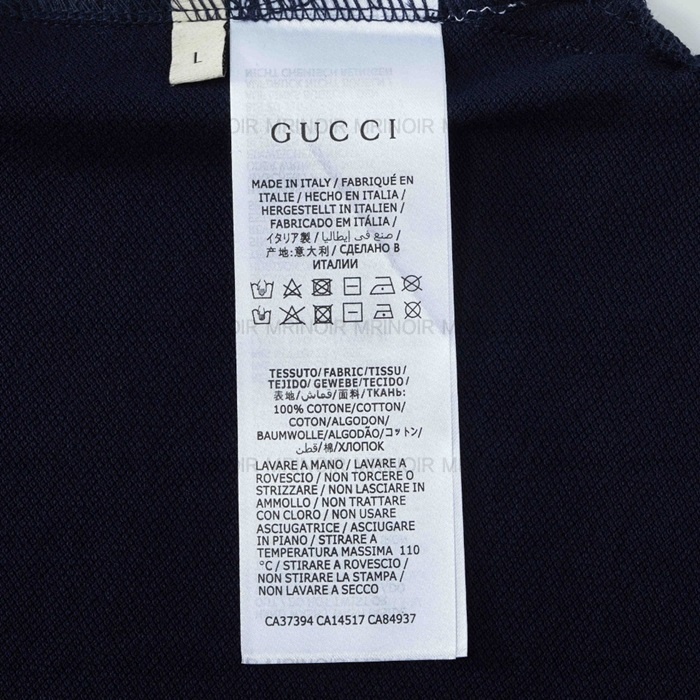 L
GUCCI
MADE IN ITALY / FABRIQUÉ EN
ITALIE / HECHO EN ITALIA /
HERGESTELLT IN ITALIEN /
FABRICADO EM ITÁLIA /
イタリア製 / صنع في إيطاليا /
产地:意大利 / СДЕЛАНО В
ИТАЛИИ
TESSUTO/FABRIC/TISSU/
TEJIDO/ GEWEBE/TECIDO/
表地/قماش/面料/ТКАНЬ:
100% COTONE/COTTON/
COTON/ALGODON/
BAUMWOLLE/ALGODÃO/コットン/
قطن/棉/ХЛОПОК
LAVARE A MANO / LAVARE A
ROVESCIO / NON TORCERE O
STRIZZARE / NON LASCIARE IN
AMMOLLO / NON TRATTARE
CON CLORO / NON USARE
ASCIUGATRICE / ASCIUGARE
IN PIANO / STIRARE A
TEMPERATURA MASSIMA 110
°C / STIRARE A ROVESCIO /
NON STIRARE LA STAMPA /
NON LAVARE A SECCO
CA37394 CA14517 CA84937